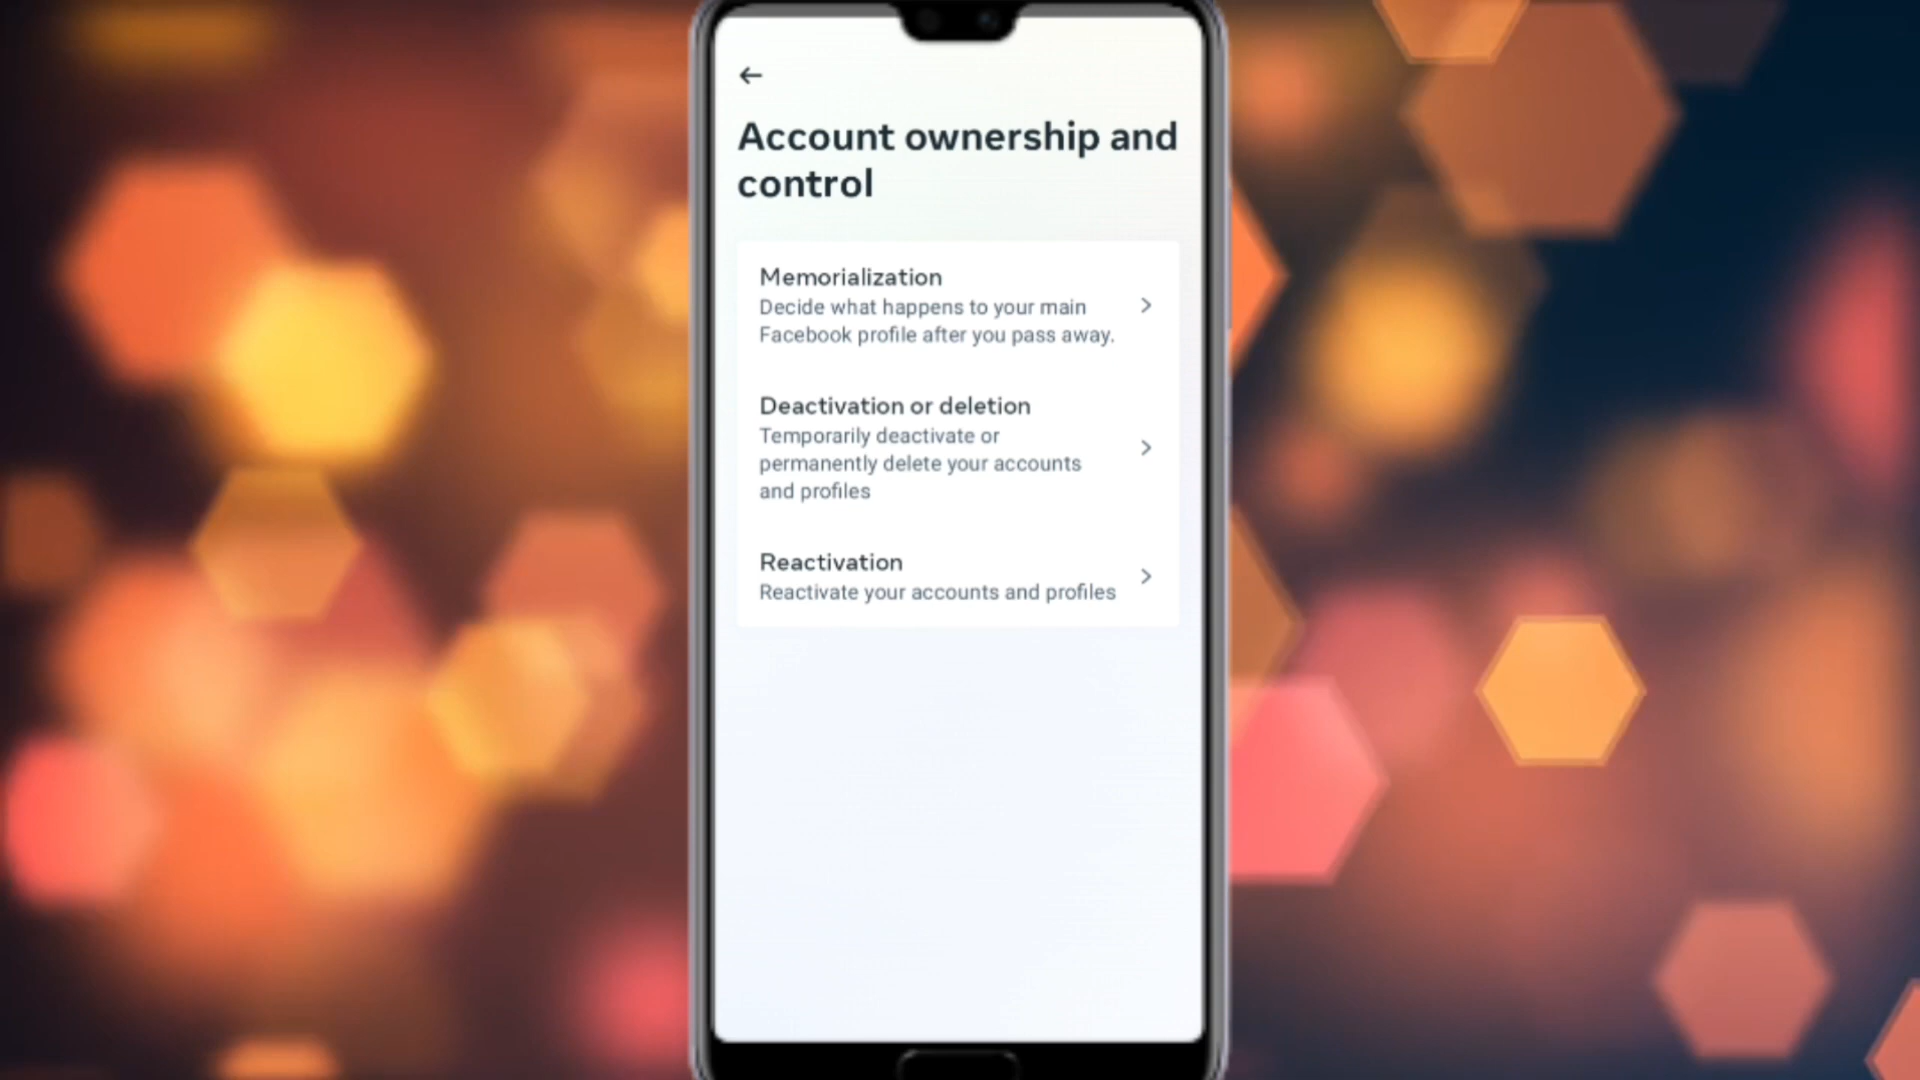 Account ownership and
control
Memorialization
Decide what happens to your main
Facebook profile after you pass away.
Deactivation or deletion
Temporarily deactivate or
permanently delete your accounts
and profiles
Reactivation
Reactivate your accounts and profiles